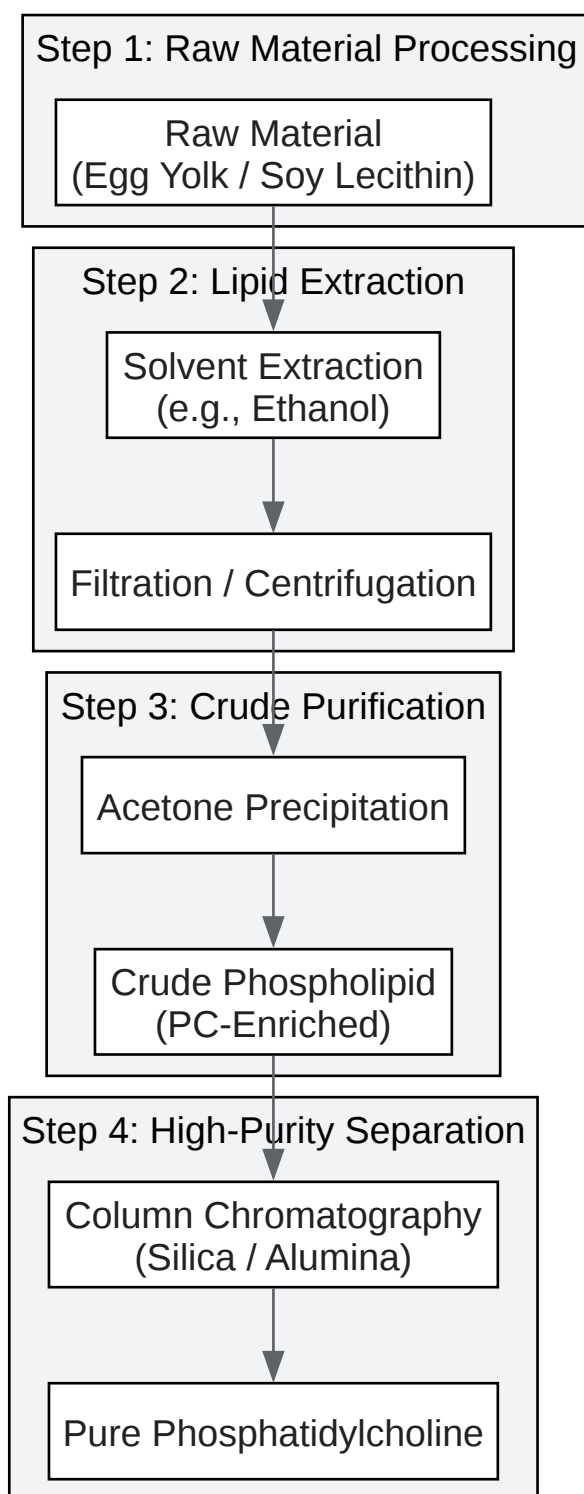 Step 1: Raw Material Processing
Raw Material
(Egg Yolk / Soy Lecithin)
Step 2: Lipid Extraction
Solvent Extraction
(e.g., Ethanol)
Filtration / Centrifugation
Step 3: Crude Purification
Acetone Precipitation
Crude Phospholipid
(PC-Enriched)
Step 4: High-Purity Separation
Column Chromatography
(Silica / Alumina)
Pure Phosphatidylcholine